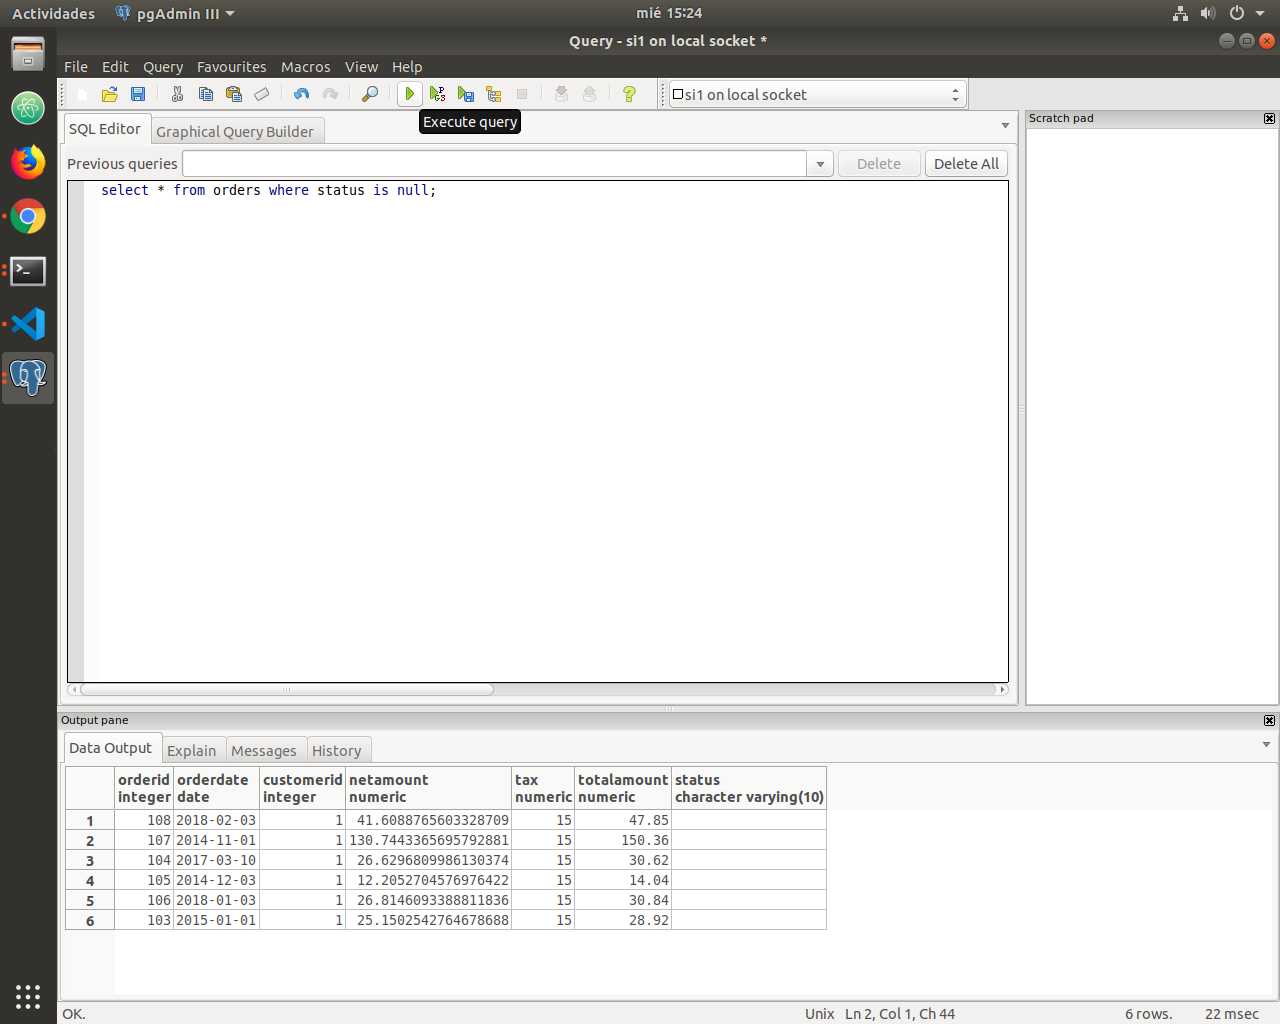 Actividades pgAdmin III mié 15:24
Query - si1 on local socket *
File Edit Query Favourites Macros View Help
si1 on local socket
Execute query
SQL Editor Graphical Query Builder
Scratch pad
Previous queries Delete Delete All
select * from orders where status is null;
Output pane
Data Output Explain Messages History
orderid orderdate customerid netamount tax totalamount status
integer date integer numeric numeric numeric character varying(10)
1 108 2018-02-03 1 41.6088765603328709 15 47.85
2 107 2014-11-01 1 130.7443365695792881 15 150.36
3 104 2017-03-10 1 26.6296809986130374 15 30.62
4 105 2014-12-03 1 12.2052704576976422 15 14.04
5 106 2018-01-03 1 26.8146093388811836 15 30.84
6 103 2015-01-01 1 25.1502542764678688 15 28.92
OK. Unix Ln 2, Col 1, Ch 44 6 rows. 22 msec